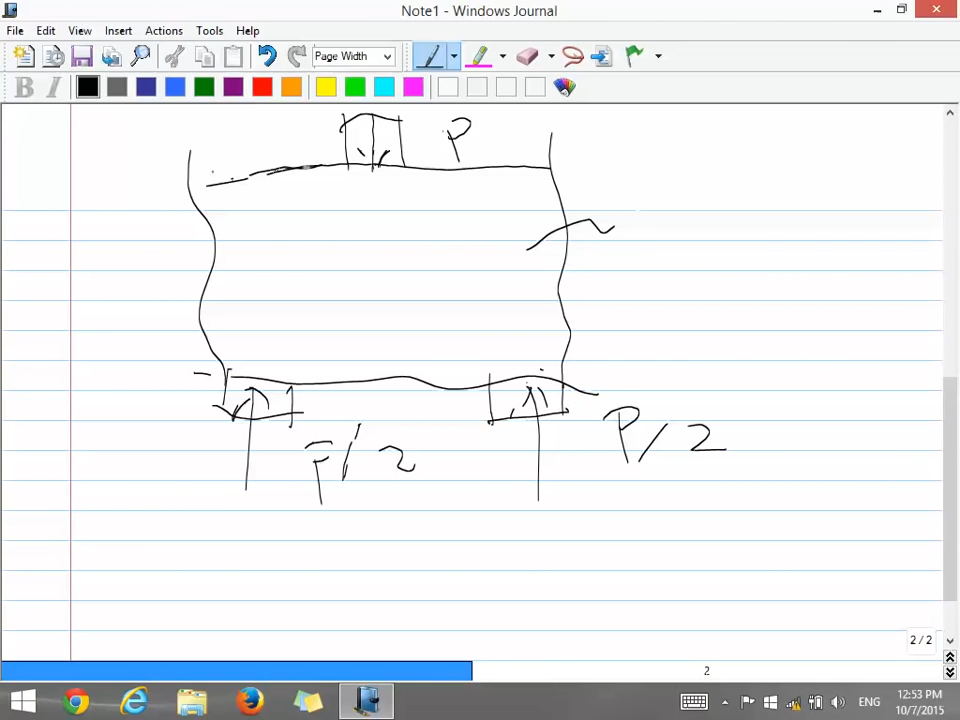 Note1 - Windows Journal
File Edit View Insert Actions Tools Help
Page Width
B I
P
P/2
P/2
2 / 2
2
ENG
12:53 PM
10/7/2015